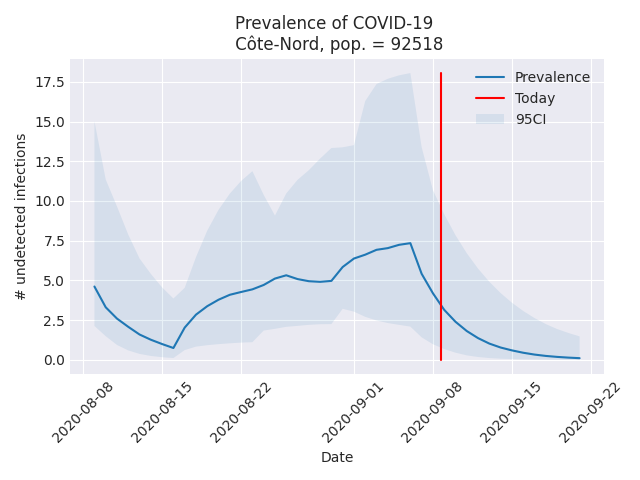 Prevalence of COVID-19
Côte-Nord, pop. = 92518
Prevalence
Today
95CI
# undetected infections
17.5
15.0
12.5
10.0
7.5
5.0
2.5
0.0
2020-08-08
2020-08-15
2020-08-22
2020-09-01
2020-09-08
2020-09-15
2020-09-22
Date